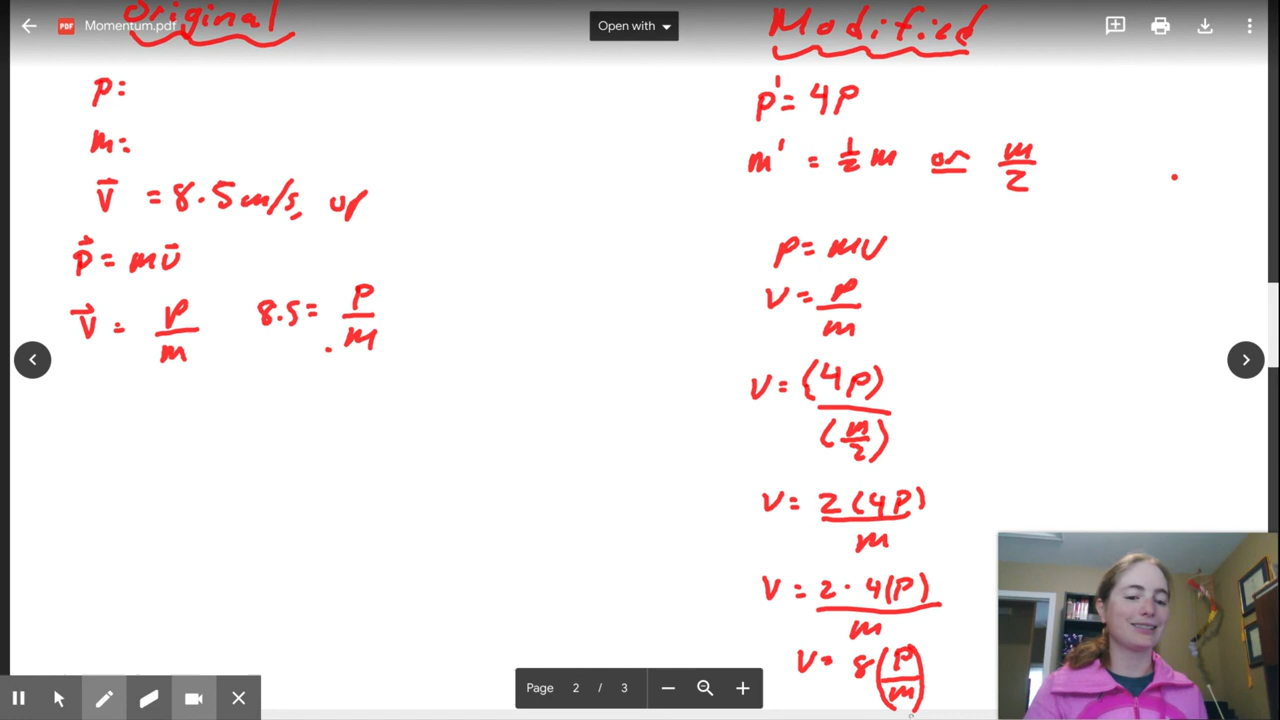 Original
Momentum.pdf
Open with
Modified
p:
m:
v⃗ = 8.5 m/s, up
p⃗ = mv⃗
v⃗ = p/m
8.5 = p/m
p' = 4p
m' = 1/2 m or m/2
p = mv
v = p/m
v = (4p)/(m/2)
v = 2(4p)/m
v = 2 · 4(p)/m
v = 8(p/m)
Page 2 / 3